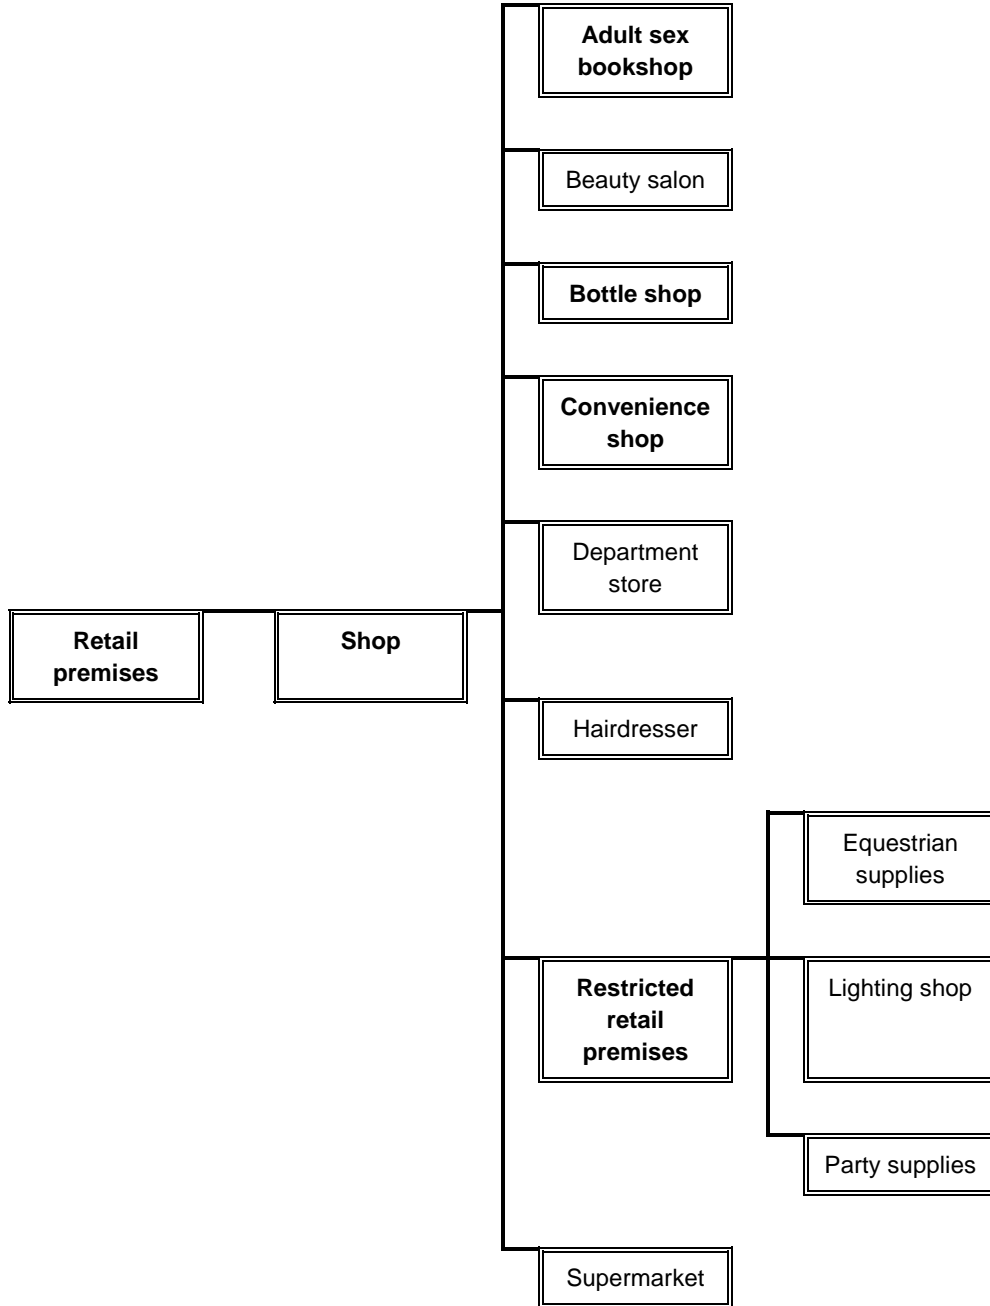 Adult sex
bookshop
Beauty salon
Bottle shop
Convenience
shop
Department
store
Retail
premises
Shop
Hairdresser
Equestrian
supplies
Restricted
retail
premises
Lighting shop
Party supplies
Supermarket